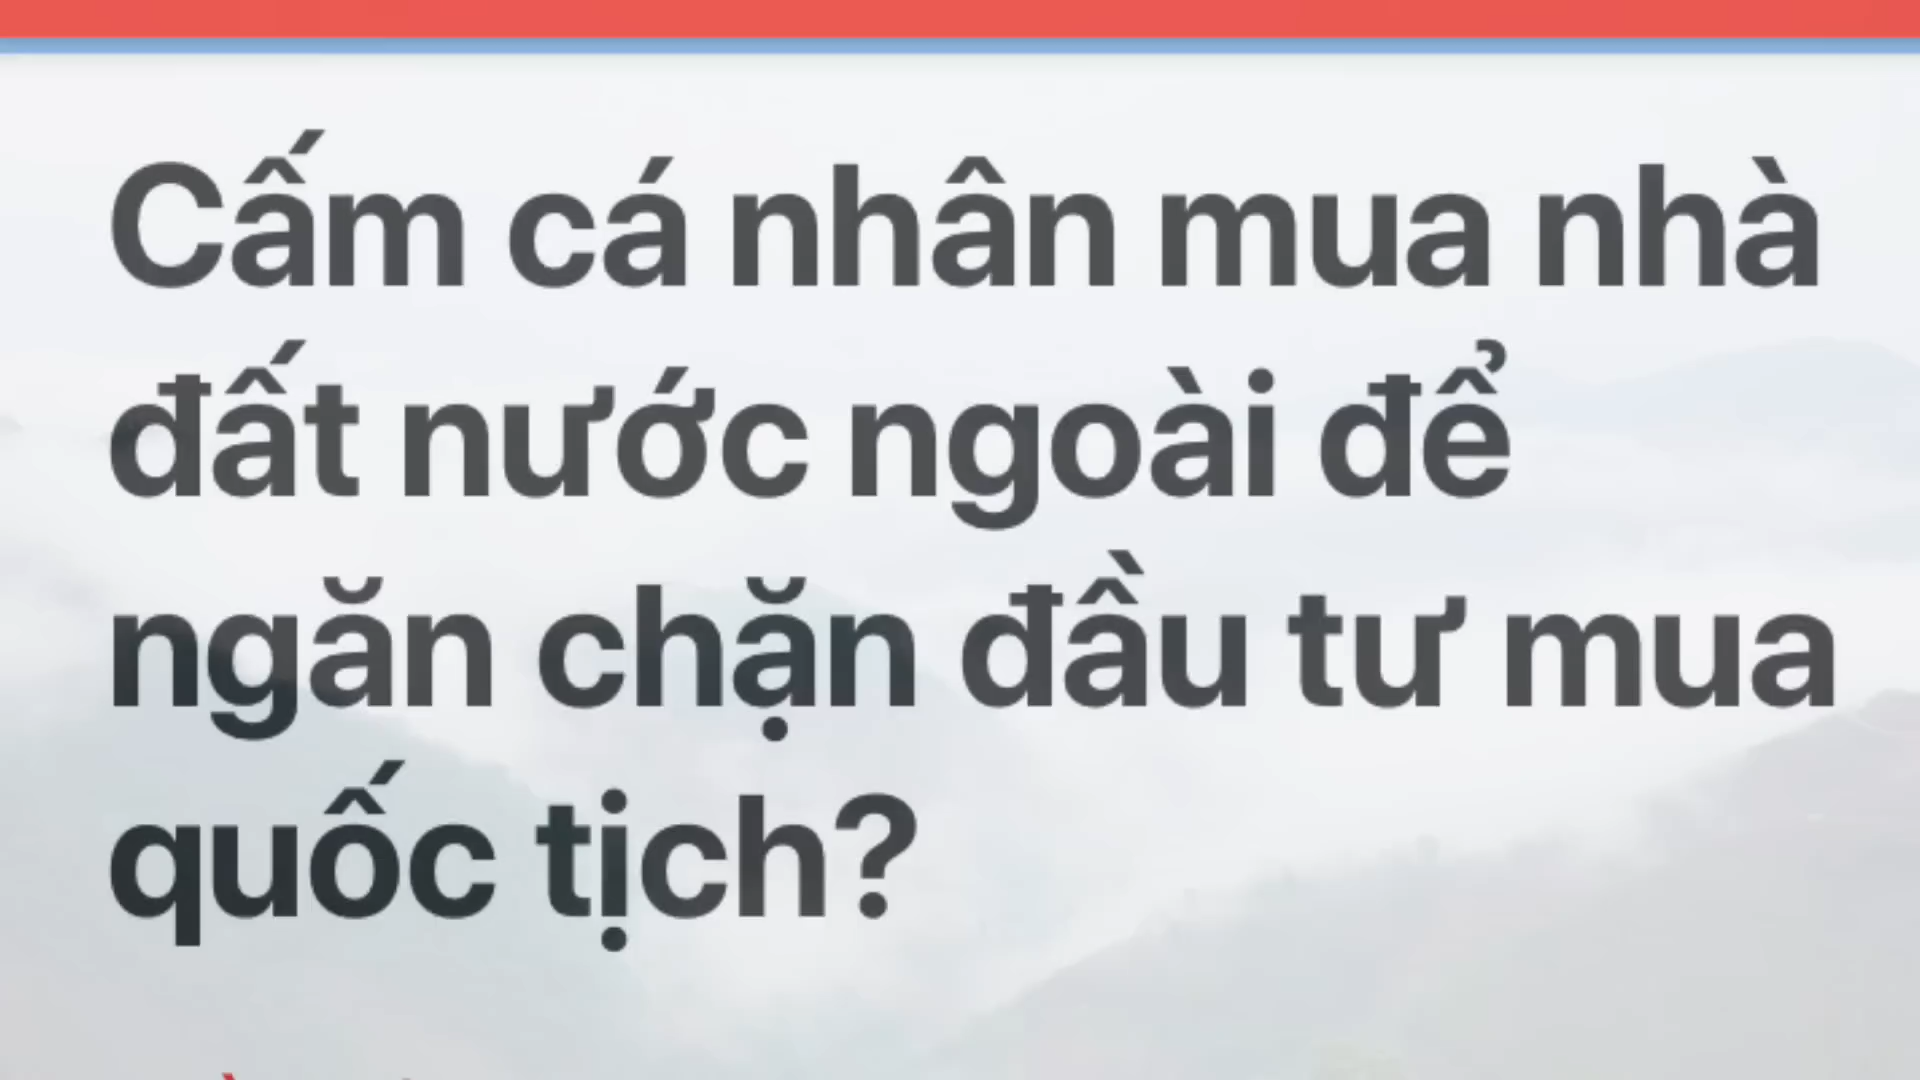 Cấm cá nhân mua nhà
đất nước ngoài để
ngăn chặn đầu tư mua
quốc tịch?